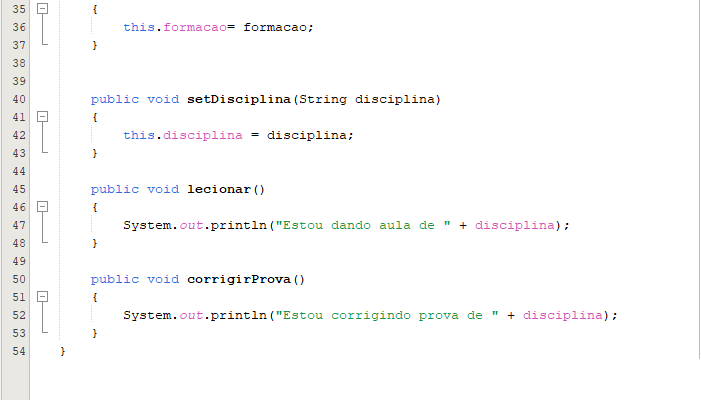 35 {
36 this.formacao= formacao;
37 }
38
39
40 public void setDisciplina(String disciplina)
41 {
42 this.disciplina = disciplina;
43 }
44
45 public void lecionar()
46 {
47 System.out.println("Estou dando aula de " + disciplina);
48 }
49
50 public void corrigirProva()
51 {
52 System.out.println("Estou corrigindo prova de " + disciplina);
53 }
54 }